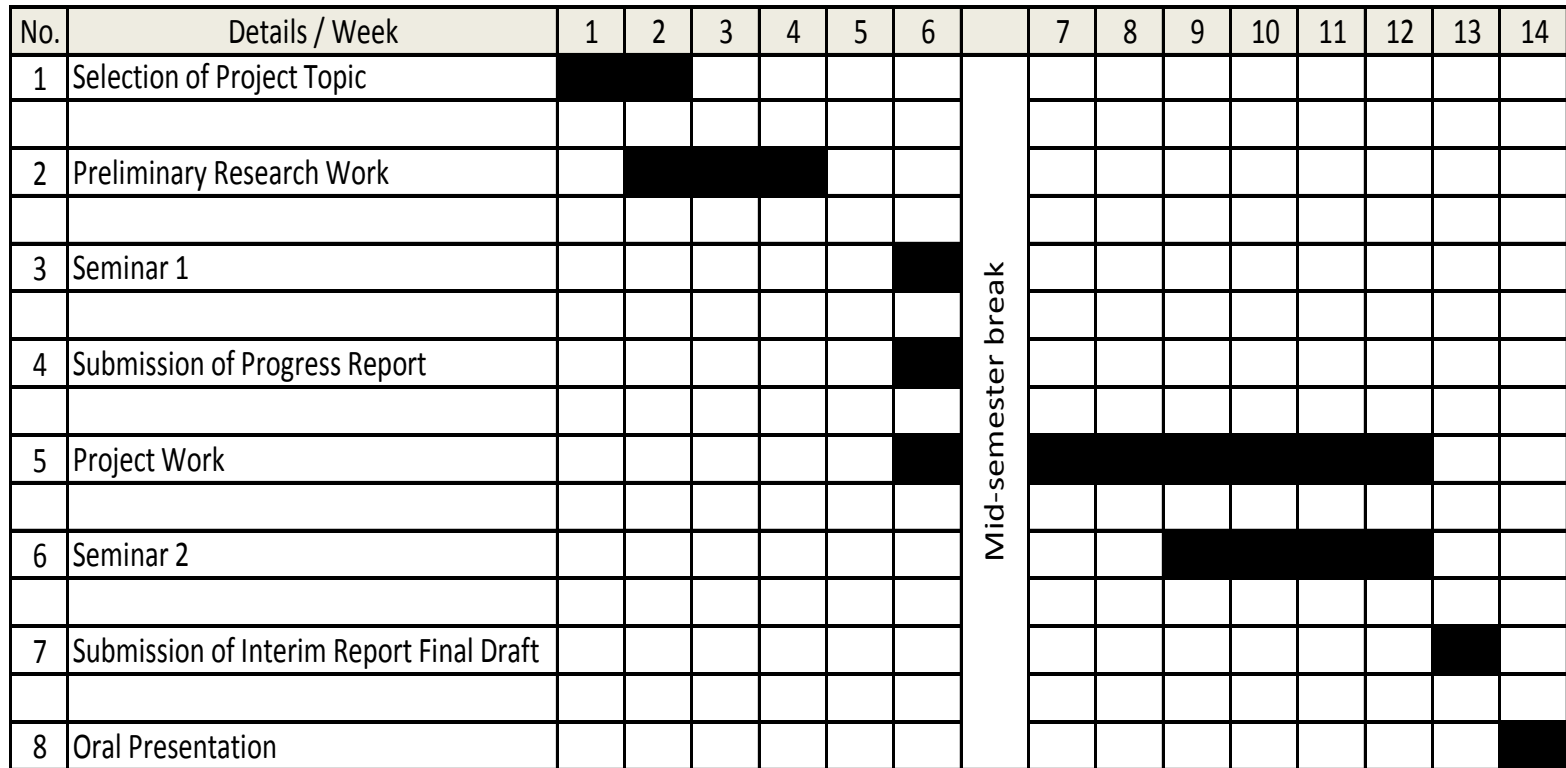 No. Details / Week 1 2 3 4 5 6 7 8 9 10 11 12 13 14
1 Selection of Project Topic
2 Preliminary Research Work
3 Seminar 1
4 Submission of Progress Report
5 Project Work
6 Seminar 2
7 Submission of Interim Report Final Draft
8 Oral Presentation
Mid-semester break